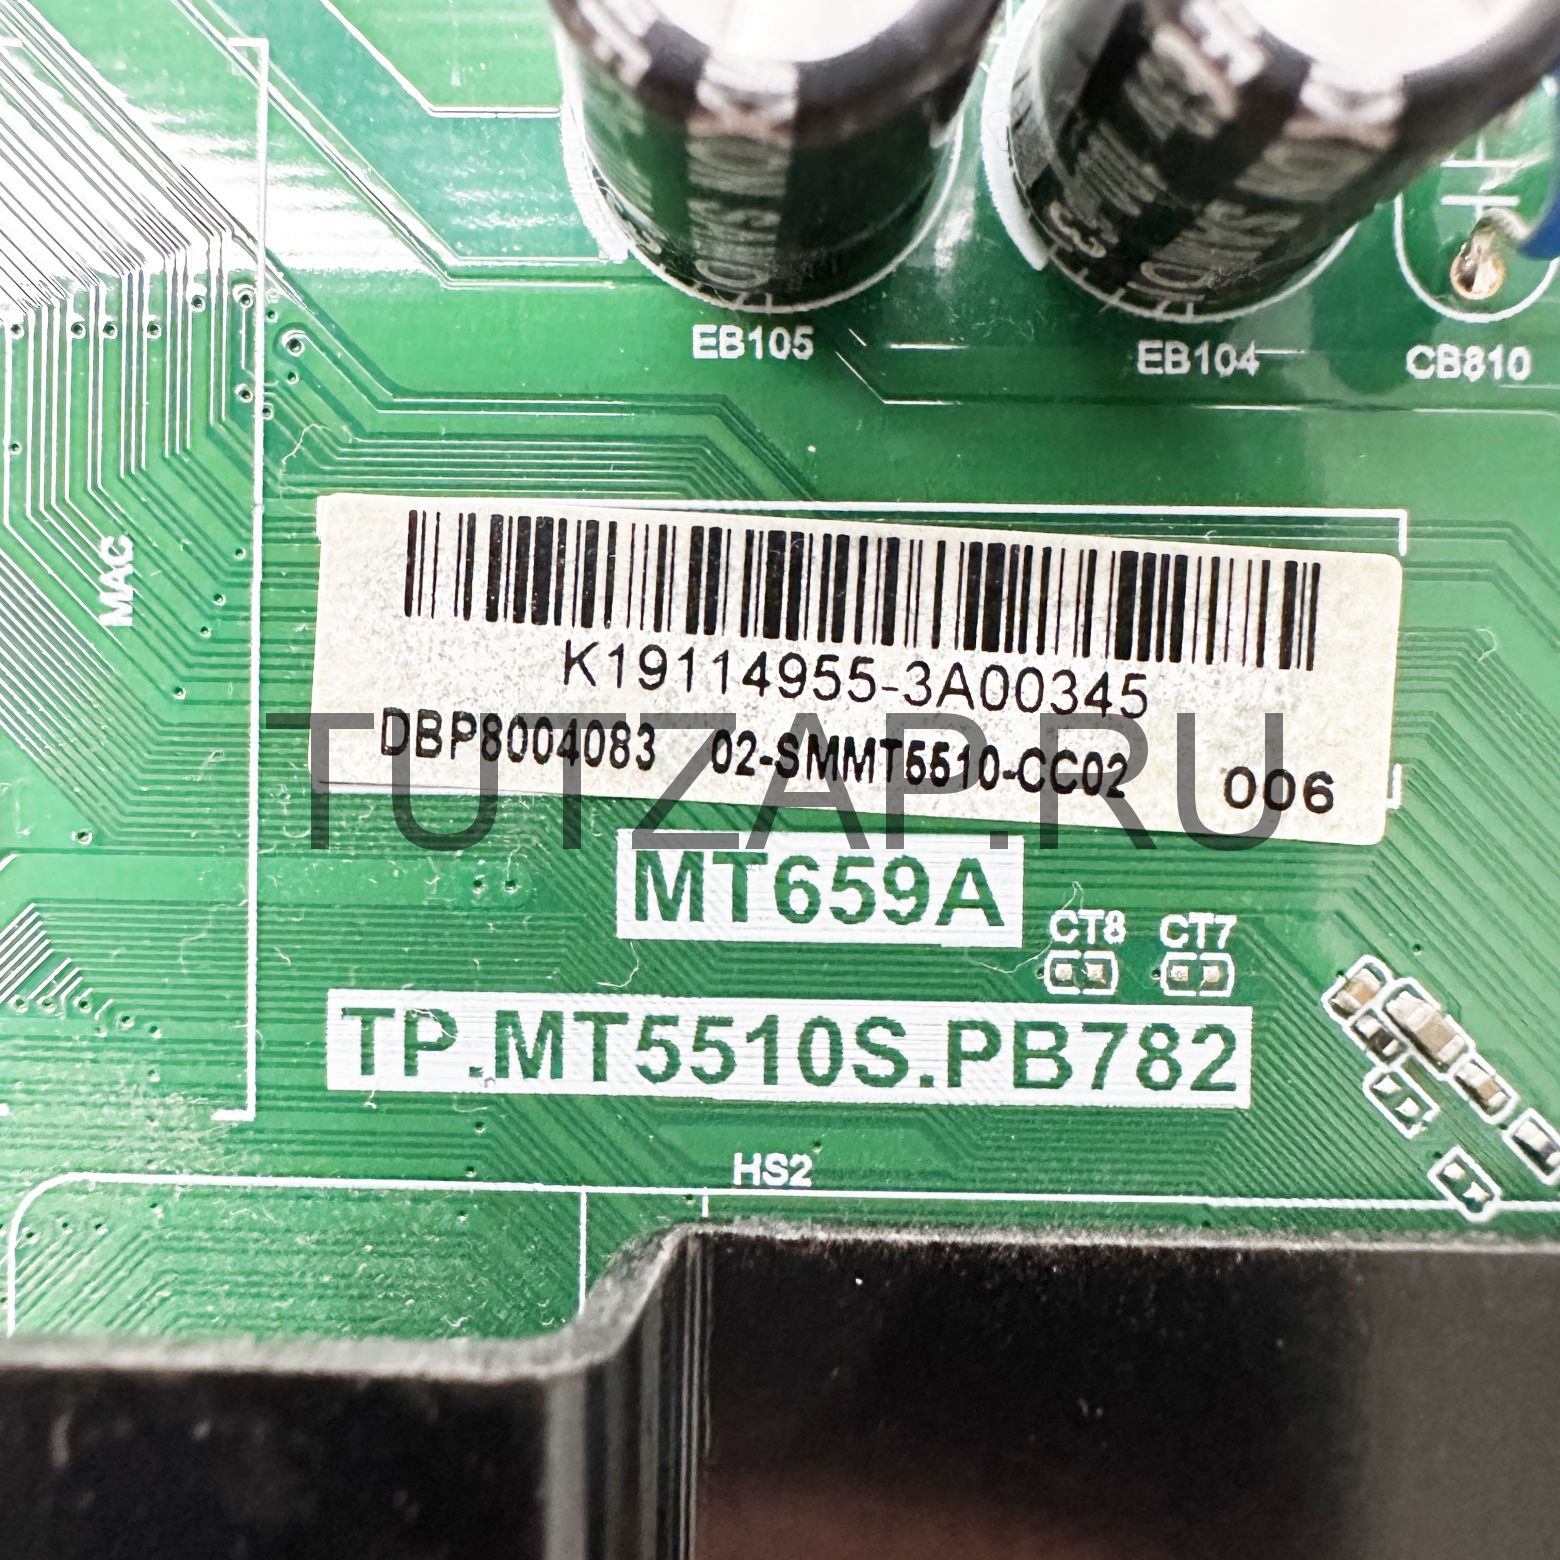 EB105
EB104
CB810
MAC
K19114955-3A00345
DBP8004083 02-SMMT5510-CC02 006
TUTZAP.RU
MT659A
CT8 CT7
TP.MT5510S.PB782
HS2